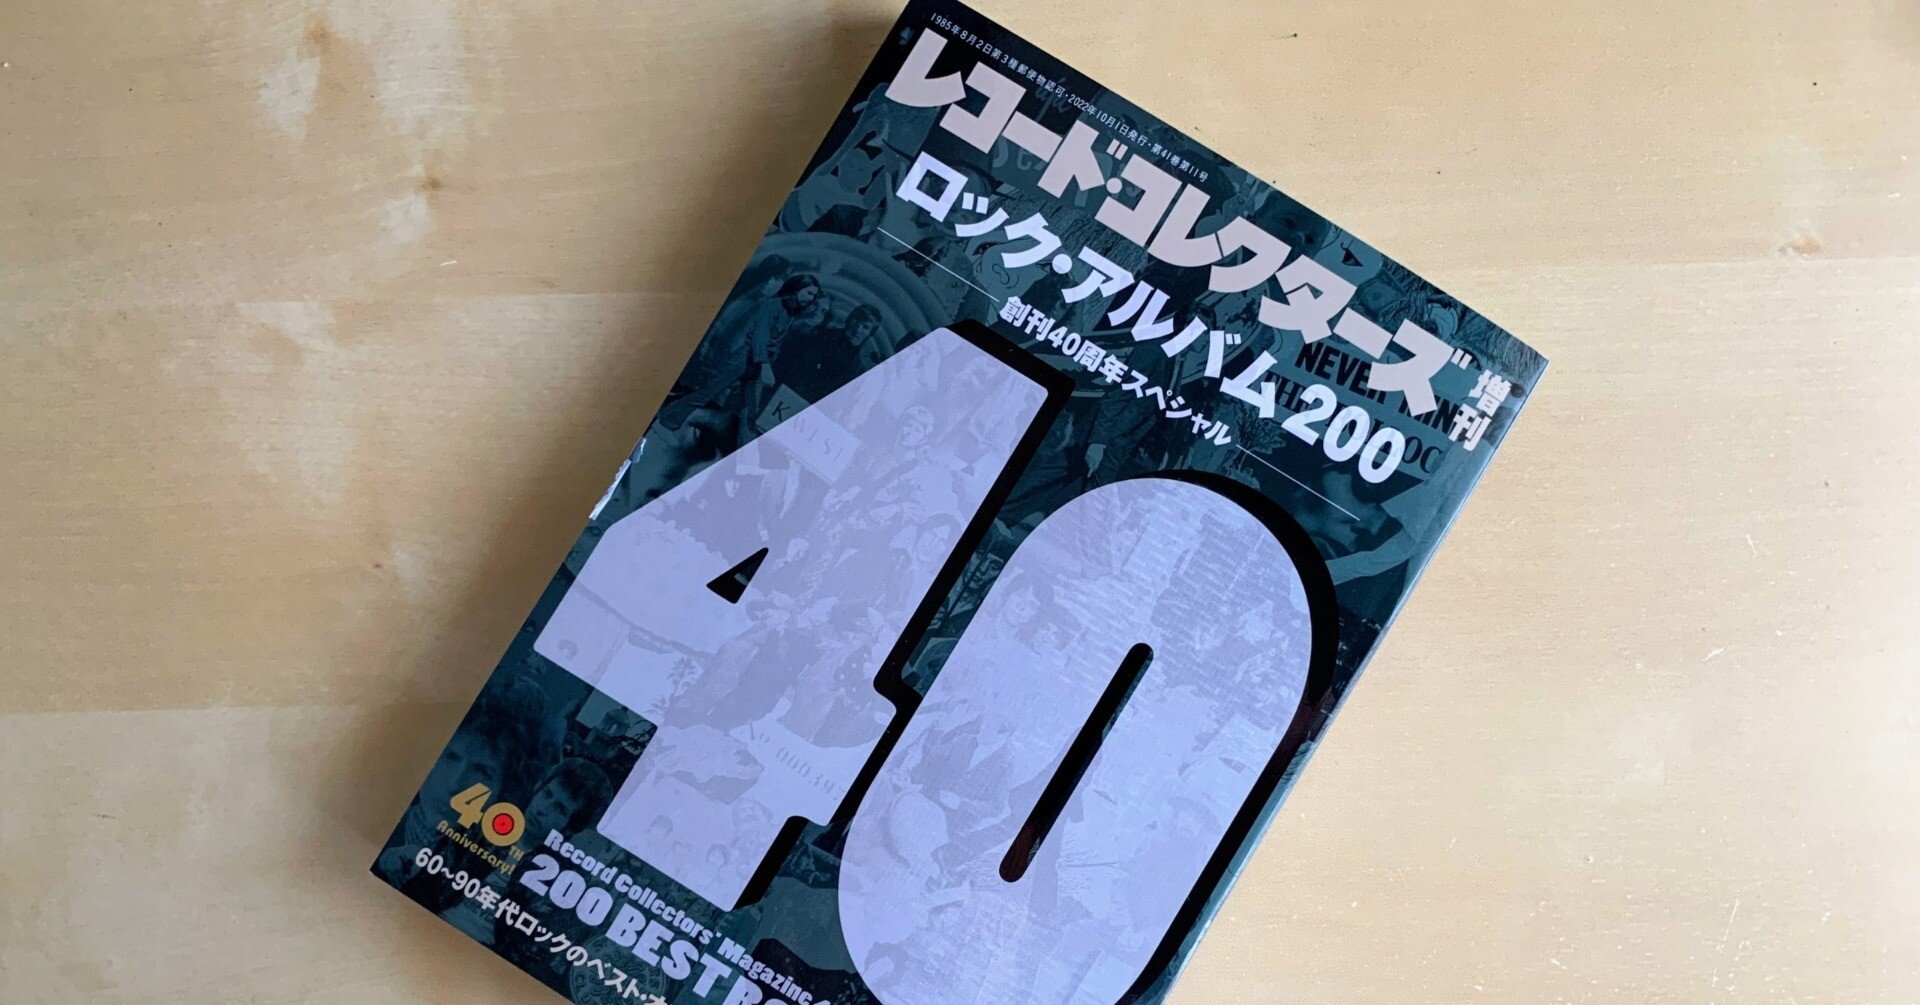 1985年8月2日第3種郵便物認可・2022年10月1日発行・第41巻第11号
レコード・コレクターズ 増刊
ロック・アルバム200
創刊40周年スペシャル
NEVER MIN
40
No 00039
40TH
Anniversary!
Record Collectors' Magazine
200 BEST
60〜90年代ロックのベスト・